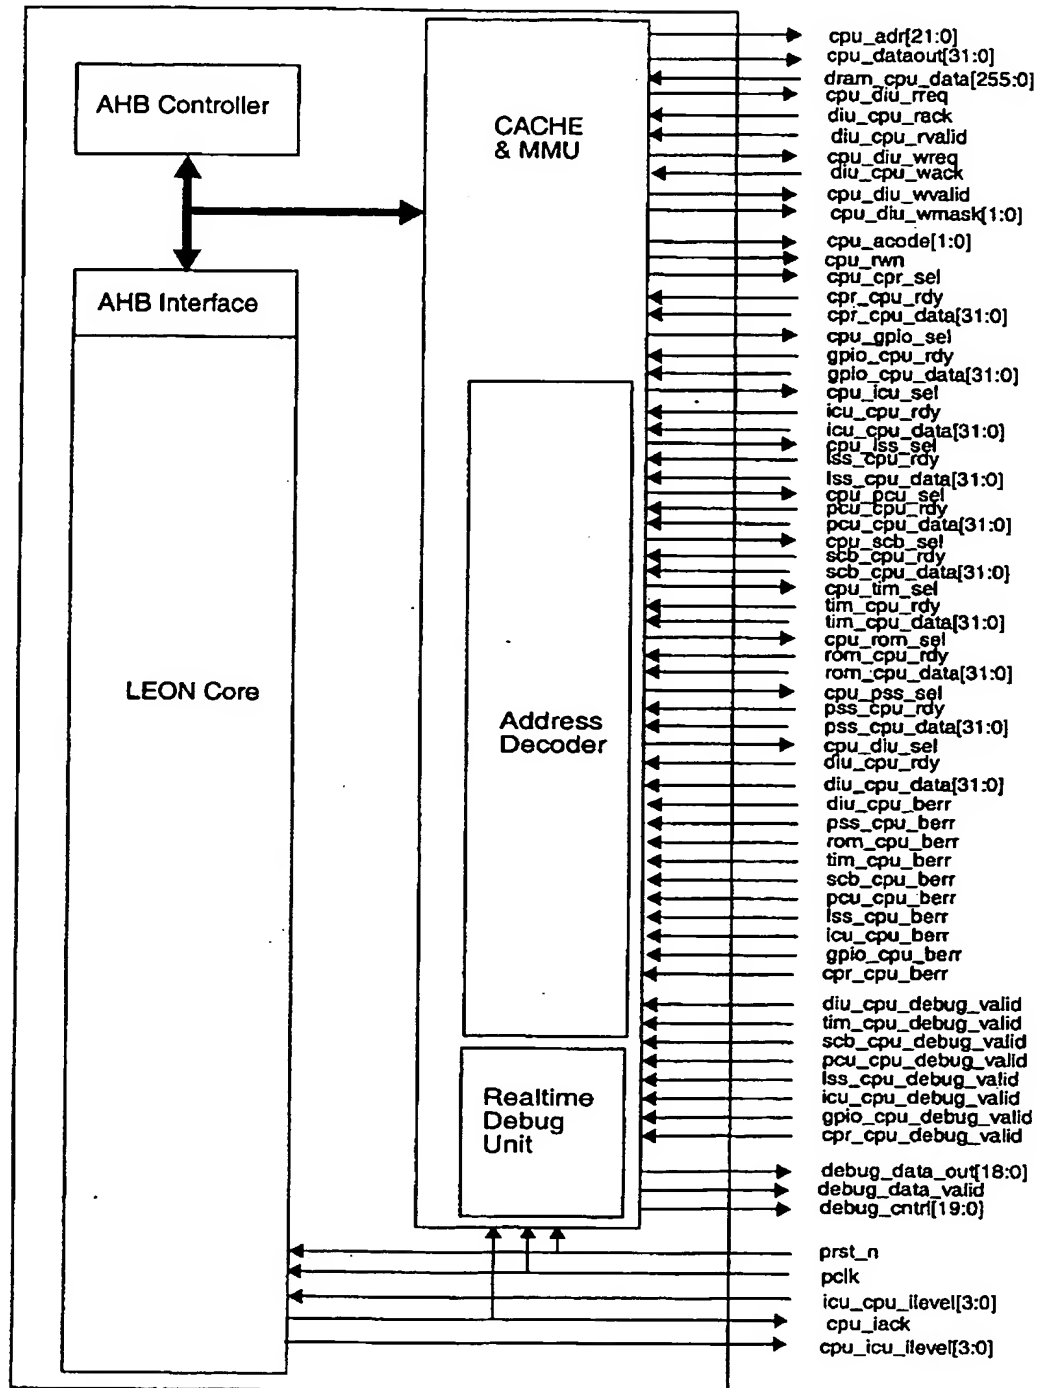 AHB Controller
CACHE
& MMU
AHB Interface
LEON Core
Address
Decoder
Realtime
Debug
Unit
cpu_adr[21:0]
cpu_dataout[31:0]
dram_cpu_data[255:0]
cpu_diu_rreq
diu_cpu_rack
diu_cpu_rvalid
cpu_diu_wreq
diu_cpu_wack
cpu_diu_wvalid
cpu_diu_wmask[1:0]
cpu_acode[1:0]
cpu_rwn
cpu_cpr_sel
cpr_cpu_rdy
cpr_cpu_data[31:0]
cpu_gpio_sel
gpio_cpu_rdy
gpio_cpu_data[31:0]
cpu_icu_sel
icu_cpu_rdy
icu_cpu_data[31:0]
cpu_lss_sel
lss_cpu_rdy
lss_cpu_data[31:0]
cpu_pcu_sel
pcu_cpu_rdy
pcu_cpu_data[31:0]
cpu_scb_sel
scb_cpu_rdy
scb_cpu_data[31:0]
cpu_tim_sel
tim_cpu_rdy
tim_cpu_data[31:0]
cpu_rom_sel
rom_cpu_rdy
rom_cpu_data[31:0]
cpu_pss_sel
pss_cpu_rdy
pss_cpu_data[31:0]
cpu_diu_sel
diu_cpu_rdy
diu_cpu_data[31:0]
diu_cpu_berr
pss_cpu_berr
rom_cpu_berr
tim_cpu_berr
scb_cpu_berr
pcu_cpu_berr
lss_cpu_berr
icu_cpu_berr
gpio_cpu_berr
cpr_cpu_berr
diu_cpu_debug_valid
tim_cpu_debug_valid
scb_cpu_debug_valid
pcu_cpu_debug_valid
lss_cpu_debug_valid
icu_cpu_debug_valid
gpio_cpu_debug_valid
cpr_cpu_debug_valid
debug_data_out[18:0]
debug_data_valid
debug_cntrl[19:0]
prst_n
pclk
icu_cpu_ilevel[3:0]
cpu_iack
cpu_icu_ilevel[3:0]